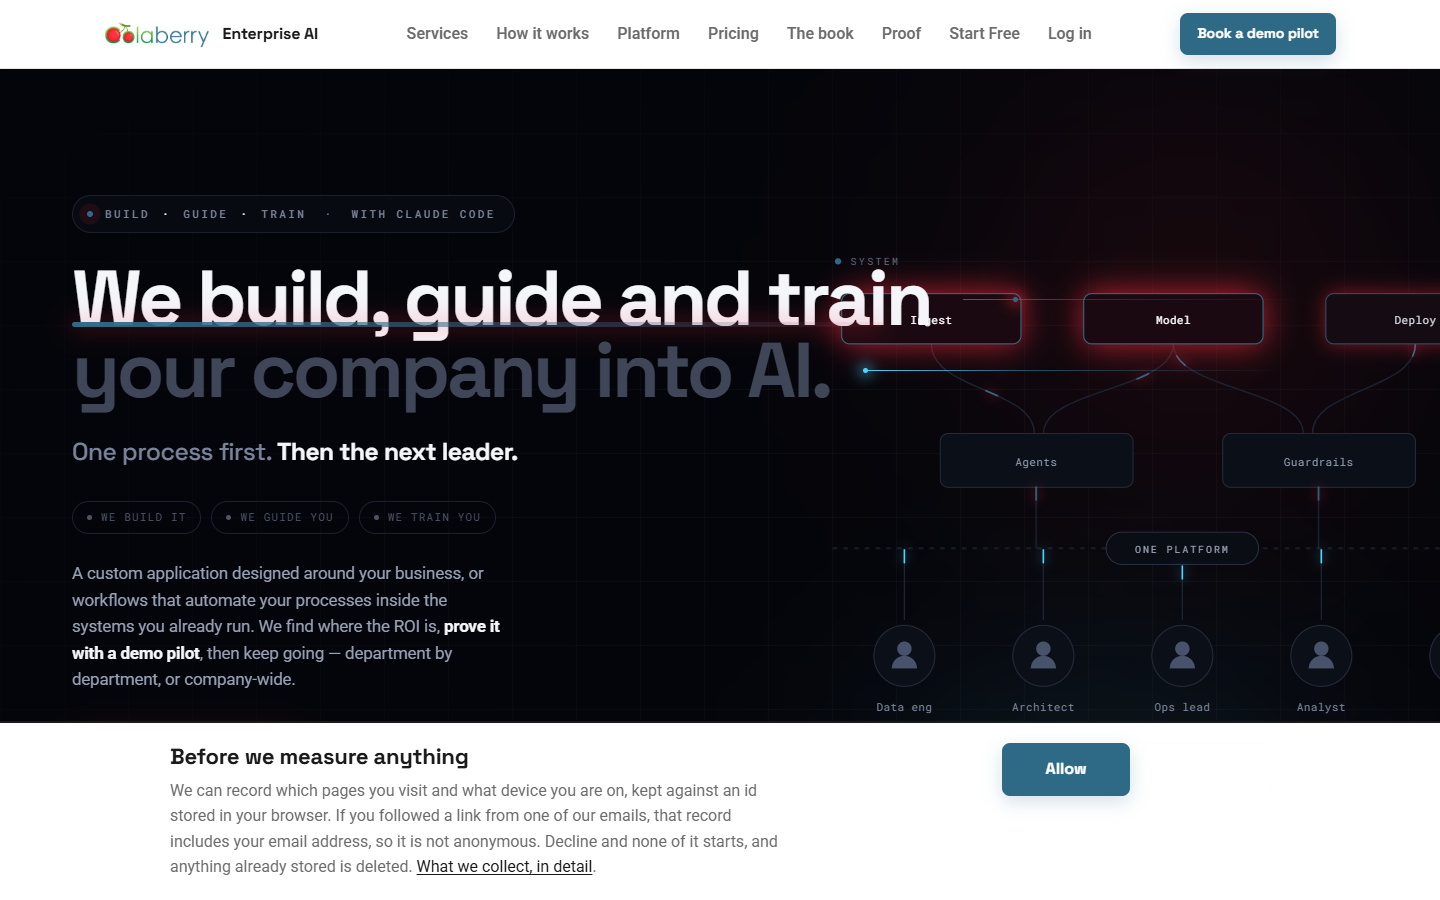 laberry Enterprise AI Services How it works Platform Pricing The book Proof Start Free Log in Book a demo pilot
BUILD · GUIDE · TRAIN · WITH CLAUDE CODE
SYSTEM
We build, guide and train
Ingest Model Deploy
your company into AI.
One process first. Then the next leader.
Agents Guardrails
WE BUILD IT WE GUIDE YOU WE TRAIN YOU
ONE PLATFORM
A custom application designed around your business, or
workflows that automate your processes inside the
systems you already run. We find where the ROI is, prove it
with a demo pilot, then keep going — department by
department, or company-wide.
Data eng Architect Ops lead Analyst
Before we measure anything
Allow
We can record which pages you visit and what device you are on, kept against an id
stored in your browser. If you followed a link from one of our emails, that record
includes your email address, so it is not anonymous. Decline and none of it starts, and
anything already stored is deleted. What we collect, in detail.